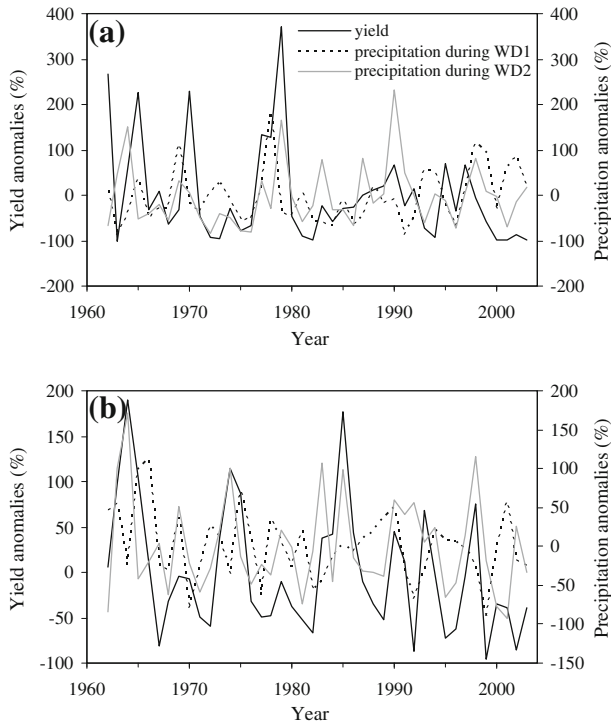 (a)
yield
precipitation during WD1
precipitation during WD2
Yield anomalies (%)
400
300
200
100
0
-100
-200
Precipitation anomalies (%)
400
300
200
100
0
-100
-200
1960 1970 1980 1990 2000
Year
(b)
Yield anomalies (%)
200
150
100
50
0
-50
-100
Precipitation anomalies (%)
200
150
100
50
0
-50
-100
-150
1960 1970 1980 1990 2000
Year